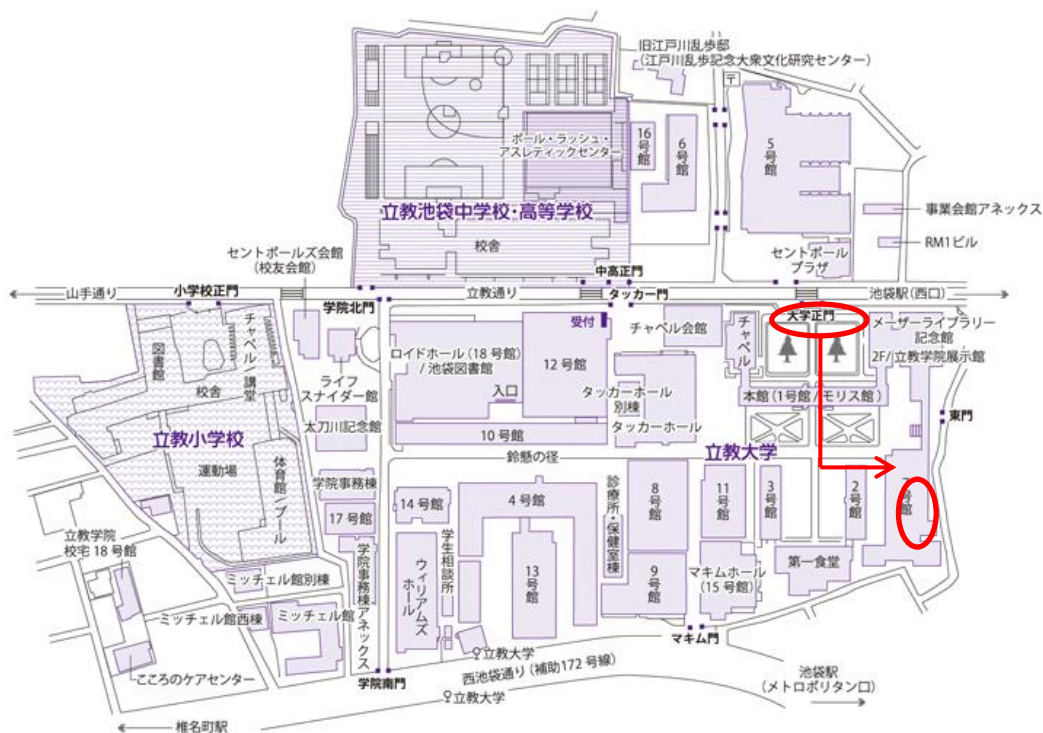 旧江戸川乱歩邸
(江戸川乱歩記念大衆文化研究センター)
ポール・ラッシュ・
アスレティックセンター
16
号館
6
号館
5
号館
立教池袋中学校・高等学校
校舎
事業会館アネックス
RM1ビル
セントポール
プラザ
セントポールズ会館
(校友会館)
中高正門
小学校正門
山手通り
立教通り
タッカー門
池袋駅(西口)
学院北門
大学正門
受付
チャペル会館
チャペル
メーザーライブラリー
記念館
2F/立教学院展示館
図書館
チャペル/講堂
校舎
ロイドホール(18号館)
/池袋図書館
12号館
入口
ライフ
スナイダー館
太刀川記念館
タッカーホール
別棟
タッカーホール
本館(1号館/モリス館)
東門
立教小学校
10号館
立教大学
鈴懸の径
運動場
体育館/プール
学院事務棟
17号館
14号館
4号館
診療所・保健室棟
8
号館
11
号館
3
号館
2
号館
号館
立教学院
校宅18号館
学院事務棟アネックス
ウィリアムズ
ホール
学生相談所
13
号館
9
号館
マキムホール
(15号館)
第一食堂
ミッチェル館別棟
ミッチェル館西棟
ミッチェル館
マキム門
こころのケアセンター
学院南門
立教大学
西池袋通り(補助172号線)
立教大学
池袋駅
(メトロポリタン口)
椎名町駅